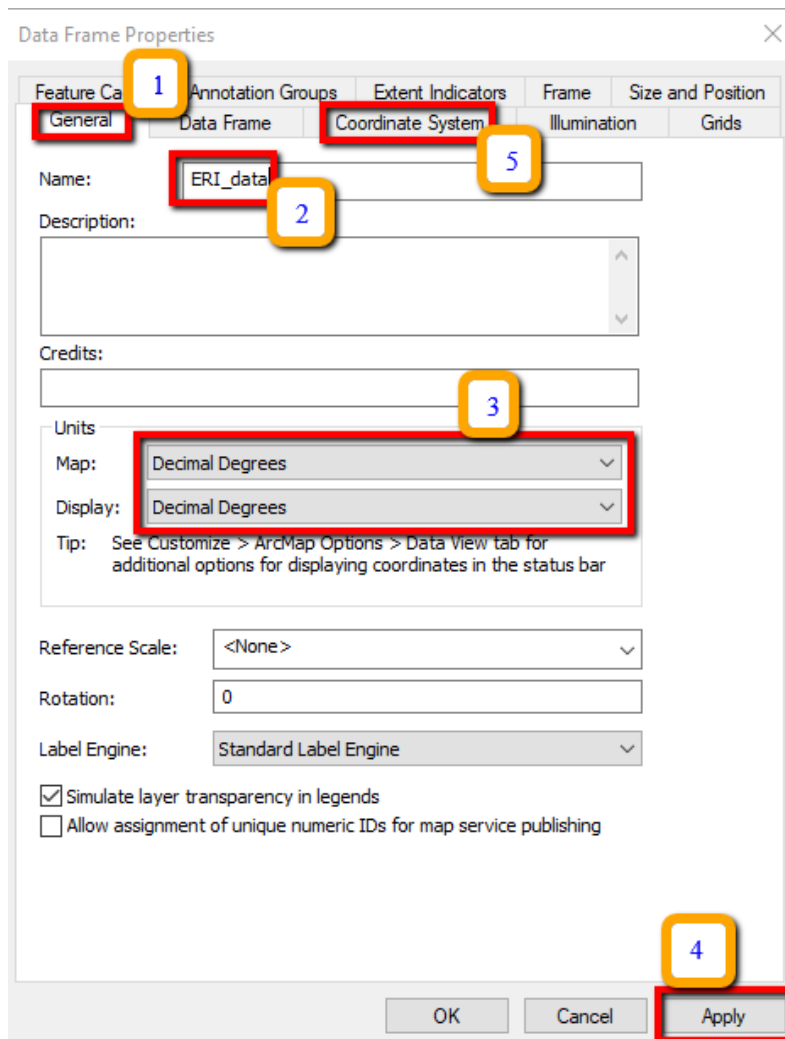 Data Frame Properties
Feature Ca 1 Annotation Groups Extent Indicators Frame Size and Position
General Data Frame Coordinate System Illumination Grids
5
Name: ERI_data
2
Description:
Credits:
3
Units
Map: Decimal Degrees
Display: Decimal Degrees
Tip: See Customize > ArcMap Options > Data View tab for
additional options for displaying coordinates in the status bar
Reference Scale: <None>
Rotation: 0
Label Engine: Standard Label Engine
Simulate layer transparency in legends
Allow assignment of unique numeric IDs for map service publishing
4
OK Cancel Apply